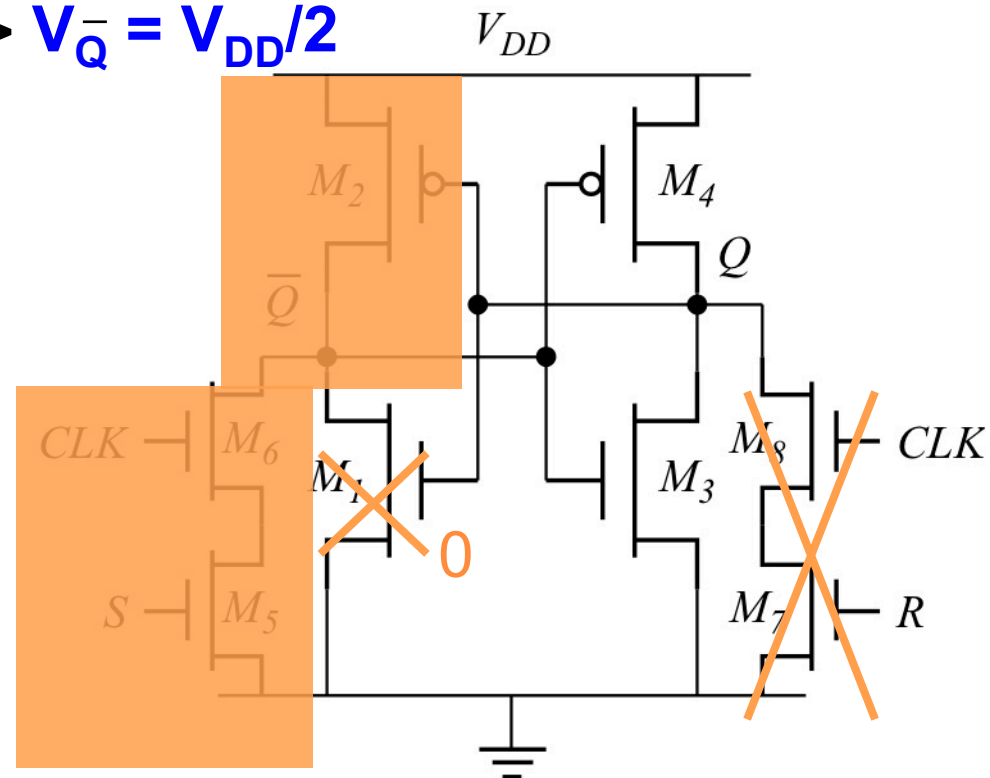 > V_Q̅ = V_DD/2
V_DD
M_2
M_4
Q
Q̅
CLK
M_6
M_1
M_3
M_8
CLK
0
S
M_5
M_7
R